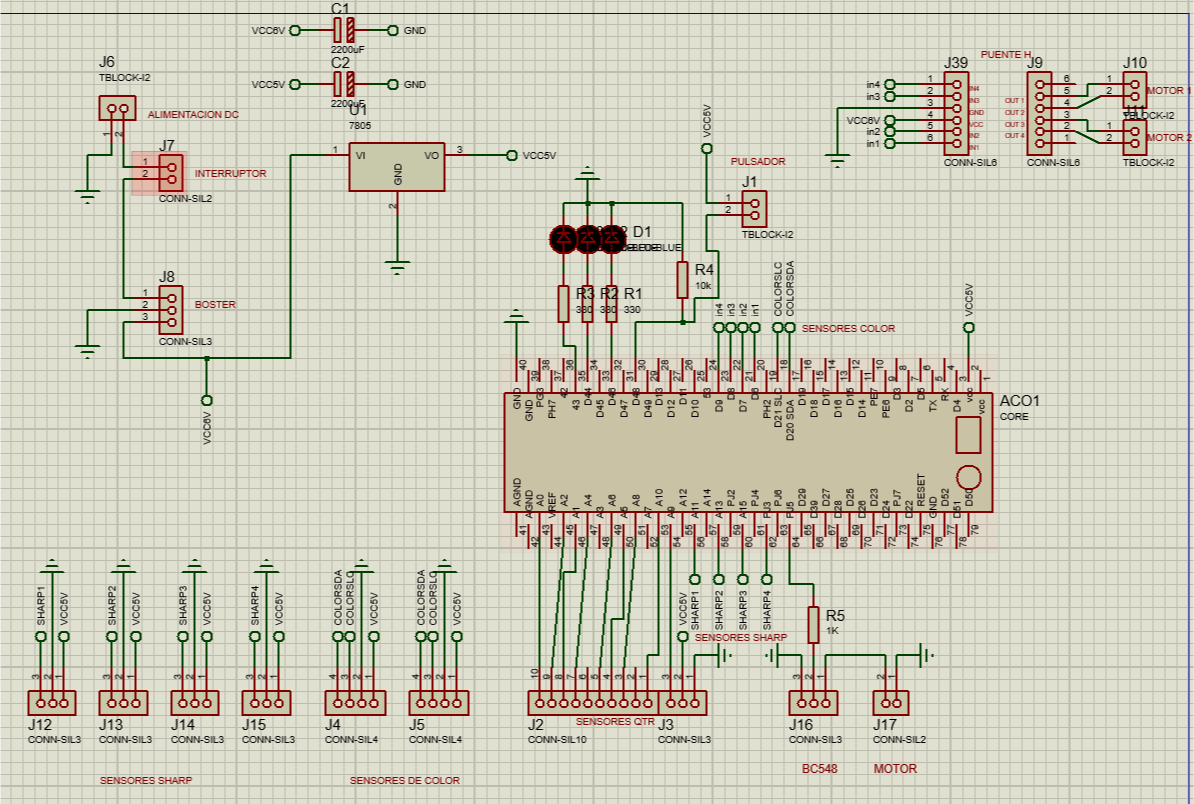 C1
VCC6V
GND
2200uF
C2
VCC5V
GND
2200uF
U1
7805
1
VI
VO
3
VCC5V
GND
2
J6
TBLOCK-I2
ALIMENTACION DC
1
2
J7
1
2
INTERRUPTOR
CONN-SIL2
J8
1
2
3
BOSTER
CONN-SIL3
VCC6V
VCC5V
PULSADOR
J1
1
2
TBLOCK-I2
PUENTE H
J39
in4
in3
VCC6V
in2
in1
1
2
3
4
5
6
IN4
IN3
GND
VCC
IN2
IN1
CONN-SIL6
J9
6
5
4
3
2
1
OUT 1
OUT 2
OUT 3
OUT 4
CONN-SIL6
J10
1
2
MOTOR 1
TBLOCK-I2
J11
1
2
MOTOR 2
TBLOCK-I2
D1
R3
330
R2
330
R1
330
R4
10k
in4
in3
in2
in1
COLORSLC
COLORSDA
SENSORES COLOR
VCC5V
40
39
38
37
36
35
34
33
32
31
30
29
28
27
26
25
24
23
22
21
20
19
18
17
16
15
14
13
12
11
10
9
8
7
6
5
4
3
2
1
GND
GND
PG3
PH7
42
43
D44
D45
D46
D47
D48
D49
D13
D12
D11
D10
53
D9
D8
D7
D6
PH2
D21 SLC
D20 SDA
D19
D18
D17
D16
D15
D14
PE7
PE6
D3
D2
D5
TX
RX
D4
vcc
vcc
ACO1
CORE
AGND
AGND
A0
VREF
A2
A1
A4
A3
A6
A5
A8
A7
A10
A9
A12
A11
A14
A13
PJ2
A15
PJ4
PJ3
PJ6
PJ5
D29
D39
D27
D28
D25
D26
D23
D24
PJ7
D22
RESET
GND
D52
D51
D50
41
42
43
44
45
46
47
48
49
50
51
52
53
54
55
56
57
58
59
60
61
62
63
64
65
66
67
68
69
70
71
72
73
74
75
76
77
78
79
SHARP1
VCC5V
3
2
1
J12
CONN-SIL3
SHARP2
VCC5V
3
2
1
J13
CONN-SIL3
SHARP3
VCC5V
3
2
1
J14
CONN-SIL3
SHARP4
VCC5V
3
2
1
J15
CONN-SIL3
SENSORES SHARP
COLORSDA
COLORSLC
VCC5V
4
3
2
1
J4
CONN-SIL4
COLORSDA
COLORSLC
VCC5V
4
3
2
1
J5
CONN-SIL4
SENSORES DE COLOR
10
9
8
7
6
5
4
3
2
1
J2
CONN-SIL10
SENSORES QTR
VCC5V
3
2
1
J3
CONN-SIL3
SHARP1
SHARP2
SHARP3
SHARP4
SENSORES SHARP
R5
1K
3
2
1
J16
CONN-SIL3
BC548
2
1
J17
CONN-SIL2
MOTOR